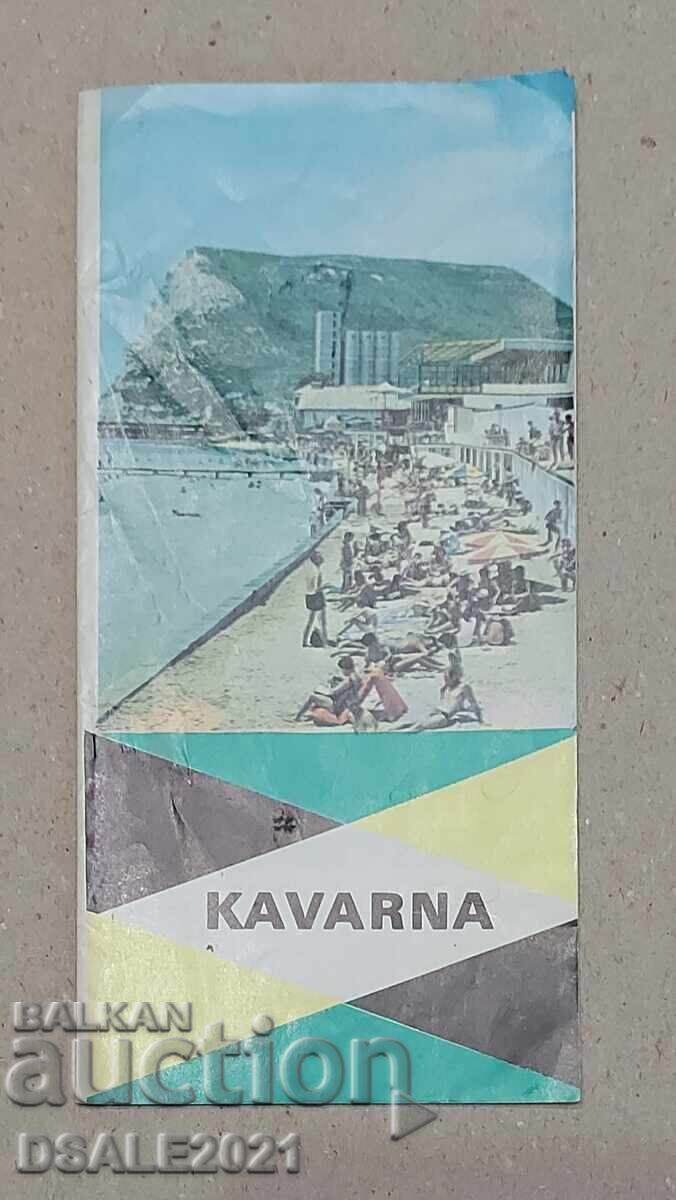 KAVARNA
BALKAN
auction
DSALE2021